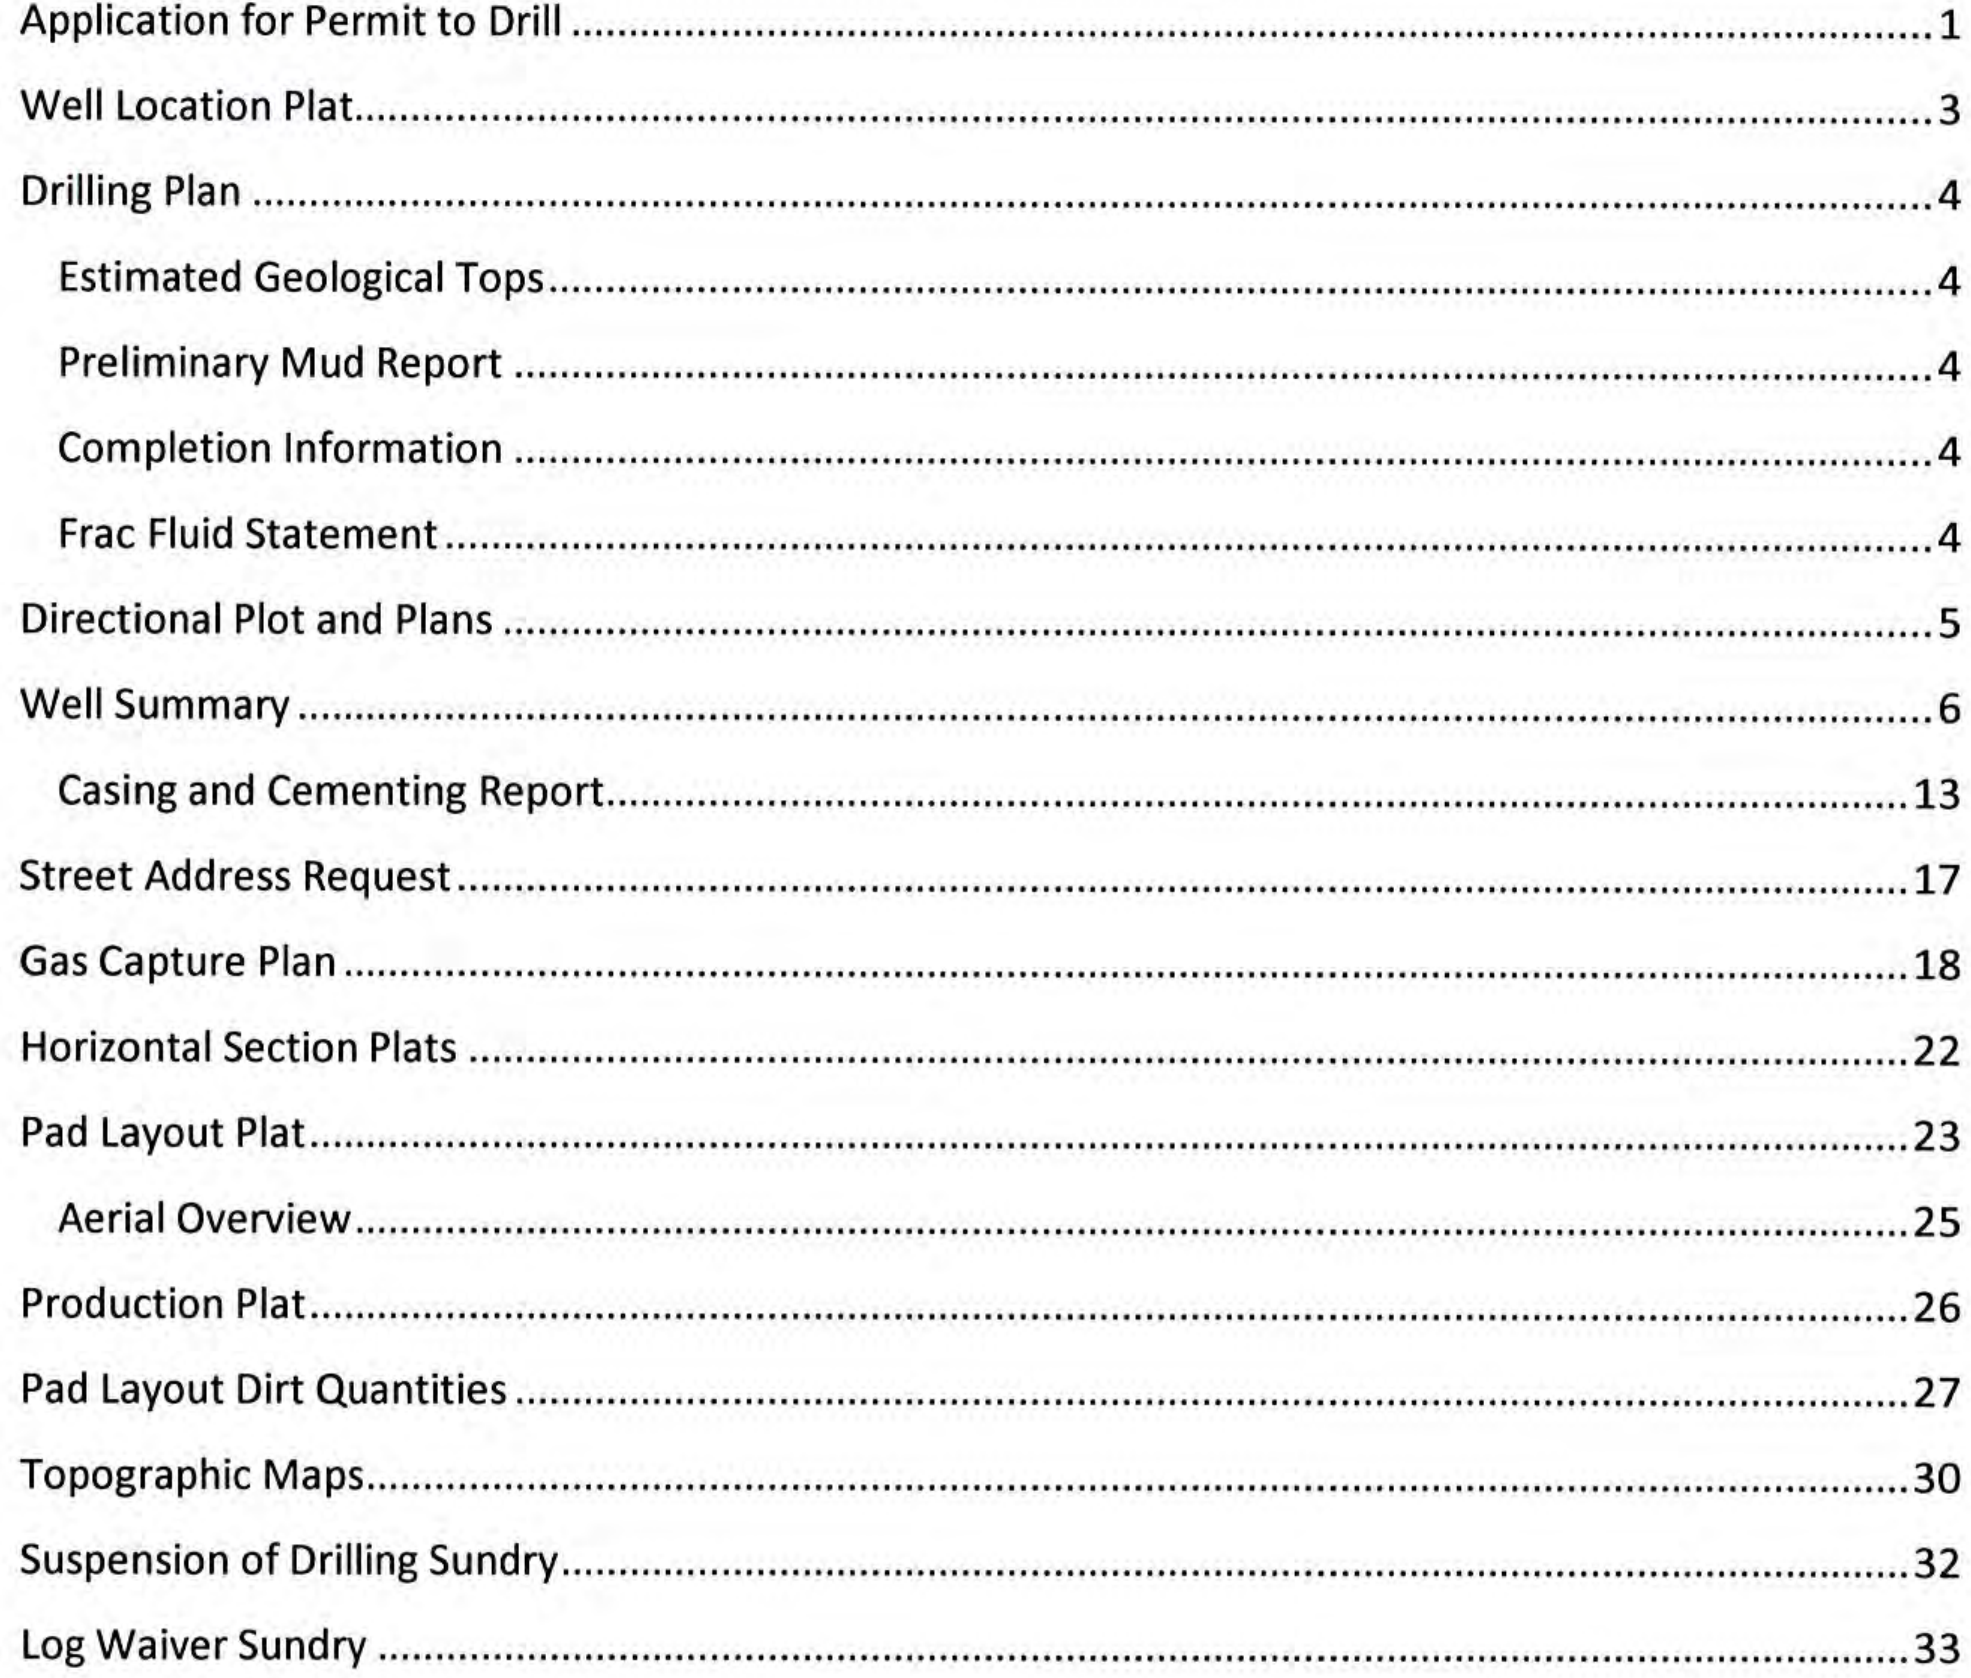 Application for Permit to Drill ........................................ 1
Well Location Plat........................................ 3
Drilling Plan ........................................ 4
Estimated Geological Tops........................................ 4
Preliminary Mud Report ........................................ 4
Completion Information ........................................ 4
Frac Fluid Statement ........................................ 4
Directional Plot and Plans ........................................ 5
Well Summary ........................................ 6
Casing and Cementing Report........................................ 13
Street Address Request ........................................ 17
Gas Capture Plan ........................................ 18
Horizontal Section Plats ........................................ 22
Pad Layout Plat........................................ 23
Aerial Overview........................................ 25
Production Plat........................................ 26
Pad Layout Dirt Quantities ........................................ 27
Topographic Maps........................................ 30
Suspension of Drilling Sundry........................................ 32
Log Waiver Sundry ........................................ 33